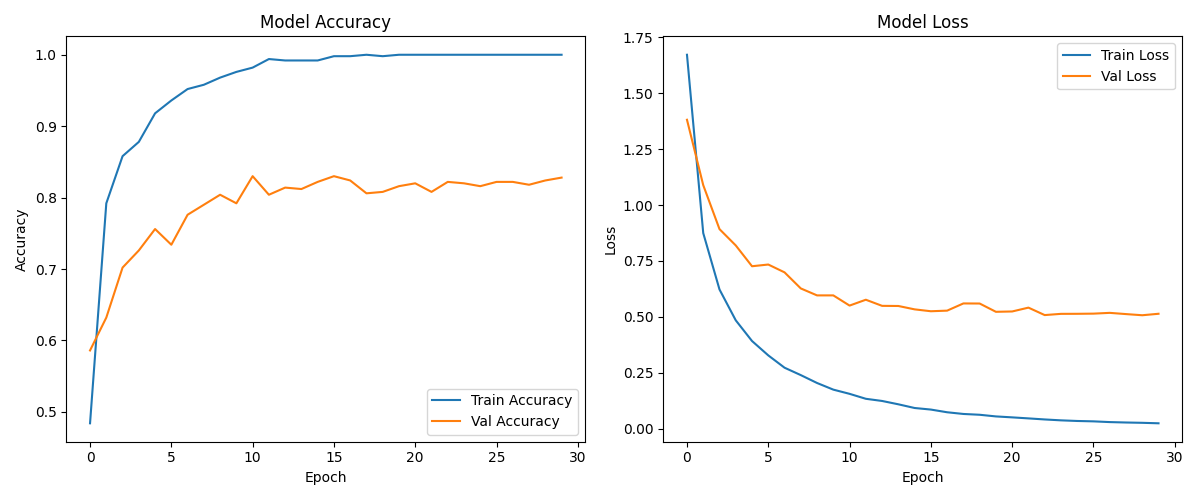 Model Accuracy
1.0
0.9
0.8
0.7
0.6
0.5
Accuracy
0 5 10 15 20 25 30
Epoch
Train Accuracy
Val Accuracy
Model Loss
1.75
1.50
1.25
1.00
0.75
0.50
0.25
0.00
Loss
0 5 10 15 20 25 30
Epoch
Train Loss
Val Loss